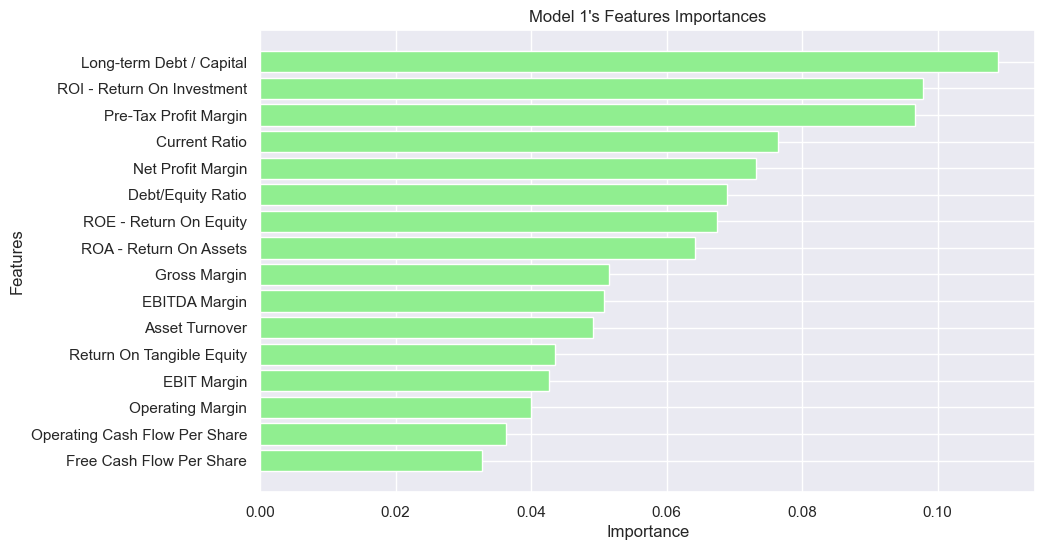 Model 1's Features Importances
Features
Long-term Debt / Capital
ROI - Return On Investment
Pre-Tax Profit Margin
Current Ratio
Net Profit Margin
Debt/Equity Ratio
ROE - Return On Equity
ROA - Return On Assets
Gross Margin
EBITDA Margin
Asset Turnover
Return On Tangible Equity
EBIT Margin
Operating Margin
Operating Cash Flow Per Share
Free Cash Flow Per Share
0.00 0.02 0.04 0.06 0.08 0.10
Importance